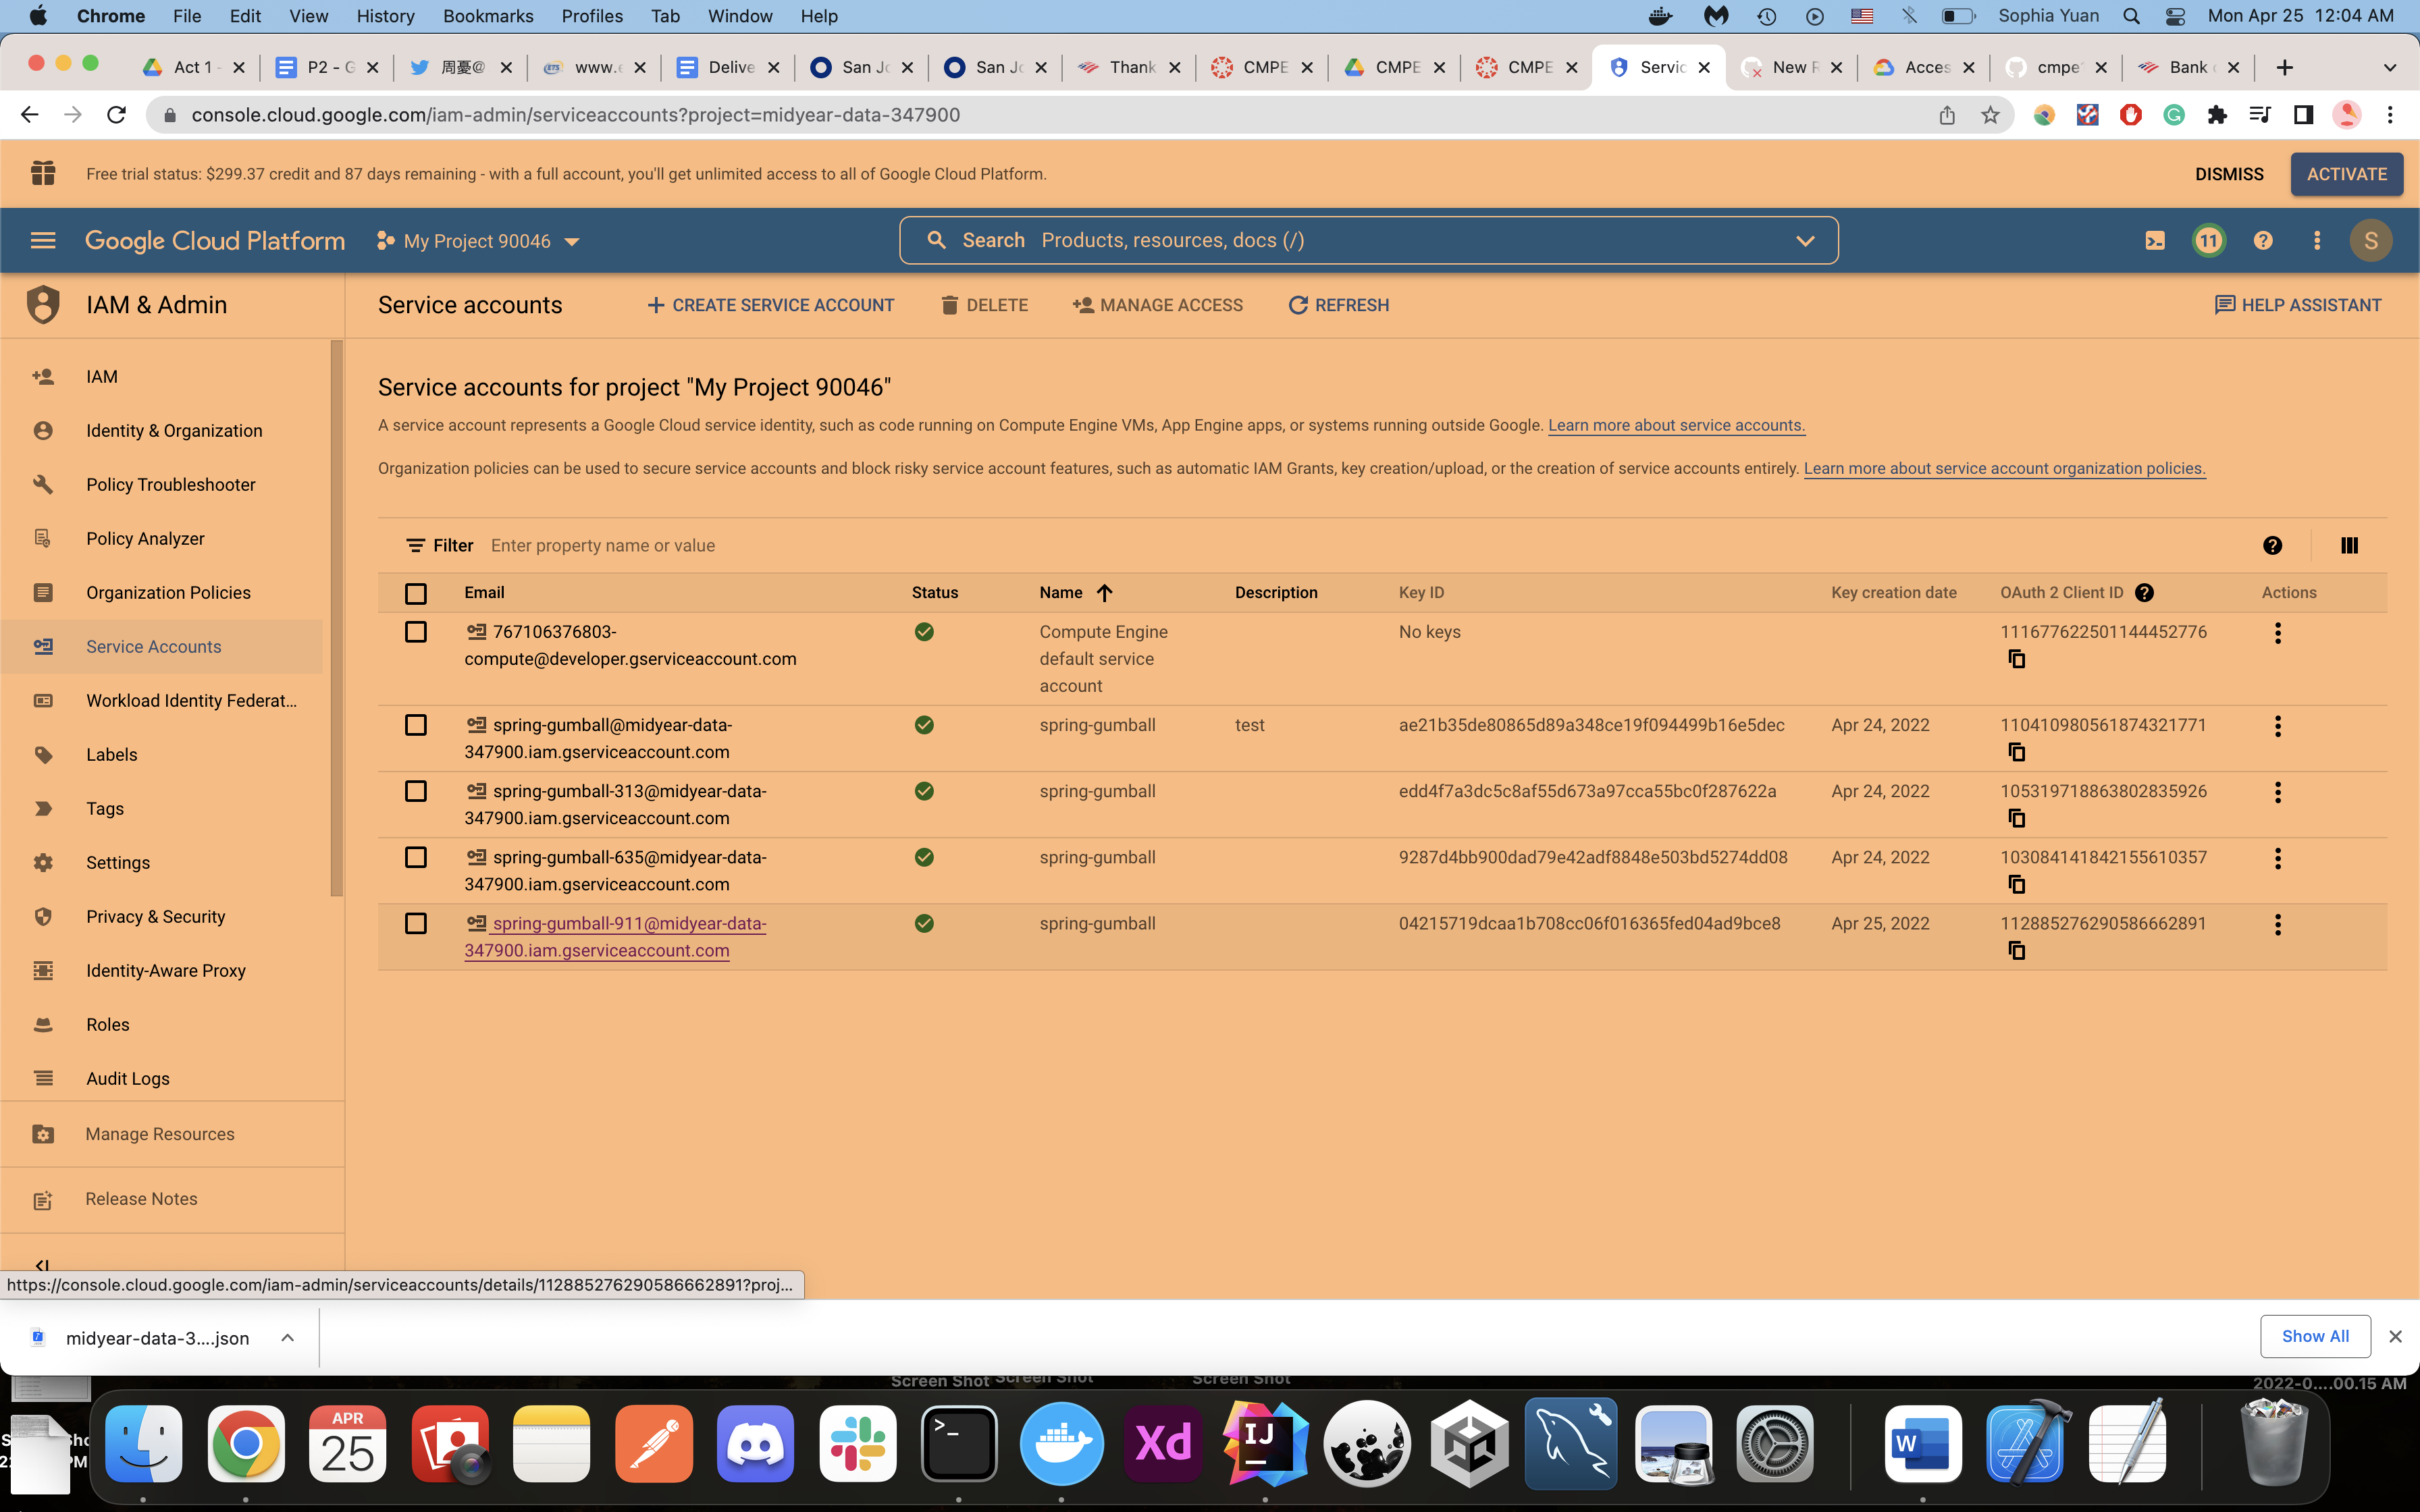 Chrome File Edit View History Bookmarks Profiles Tab Window Help Sophia Yuan Mon Apr 25 12:04 AM
Act 1 - P2 - G 周憂@ www.e Delive San Jo San Jo Thank CMPE CMPE CMPE Servic New R Acces cmpe Bank
console.cloud.google.com/iam-admin/serviceaccounts?project=midyear-data-347900
Free trial status: $299.37 credit and 87 days remaining - with a full account, you'll get unlimited access to all of Google Cloud Platform. DISMISS ACTIVATE
Google Cloud Platform My Project 90046 Search Products, resources, docs (/) 11 S
IAM & Admin Service accounts CREATE SERVICE ACCOUNT DELETE MANAGE ACCESS REFRESH HELP ASSISTANT
IAM
Identity & Organization
Policy Troubleshooter
Policy Analyzer
Organization Policies
Service Accounts
Workload Identity Federat...
Labels
Tags
Settings
Privacy & Security
Identity-Aware Proxy
Roles
Audit Logs
Manage Resources
Release Notes
Service accounts for project "My Project 90046"
A service account represents a Google Cloud service identity, such as code running on Compute Engine VMs, App Engine apps, or systems running outside Google. Learn more about service accounts.
Organization policies can be used to secure service accounts and block risky service account features, such as automatic IAM Grants, key creation/upload, or the creation of service accounts entirely. Learn more about service account organization policies.
Filter Enter property name or value
Email Status Name Description Key ID Key creation date OAuth 2 Client ID Actions
767106376803- Compute Engine No keys 111677622501144452776
compute@developer.gserviceaccount.com default service
account
spring-gumball@midyear-data- spring-gumball test ae21b35de80865d89a348ce19f094499b16e5dec Apr 24, 2022 110410980561874321771
347900.iam.gserviceaccount.com
spring-gumball-313@midyear-data- spring-gumball edd4f7a3dc5c8af55d673a97cca55bc0f287622a Apr 24, 2022 105319718863802835926
347900.iam.gserviceaccount.com
spring-gumball-635@midyear-data- spring-gumball 9287d4bb900dad79e42adf8848e503bd5274dd08 Apr 24, 2022 103084141842155610357
347900.iam.gserviceaccount.com
spring-gumball-911@midyear-data- spring-gumball 04215719dcaa1b708cc06f016365fed04ad9bce8 Apr 25, 2022 112885276290586662891
347900.iam.gserviceaccount.com
https://console.cloud.google.com/iam-admin/serviceaccounts/details/112885276290586662891?proj...
midyear-data-3....json Show All
Screen Shot Screen Shot Screen Shot
2022-0....00.15 AM
APR
25
Xd
IJ
W